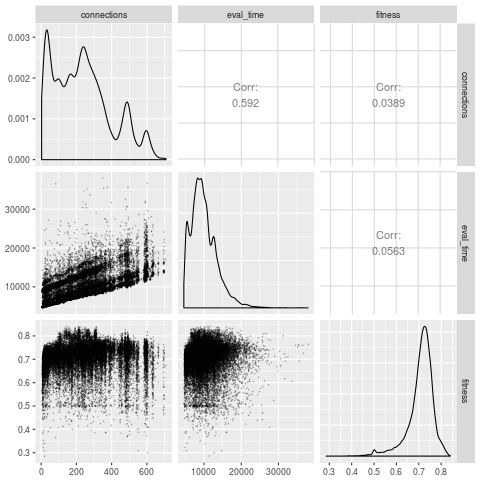 connections
eval_time
fitness
0.003
0.002
0.001
0.000
Corr:
0.592
Corr:
0.0389
connections
30000
20000
10000
Corr:
0.0563
eval_time
0.8
0.7
0.6
0.5
0.4
0.3
fitness
0 200 400 600
10000 20000 30000
0.3 0.4 0.5 0.6 0.7 0.8